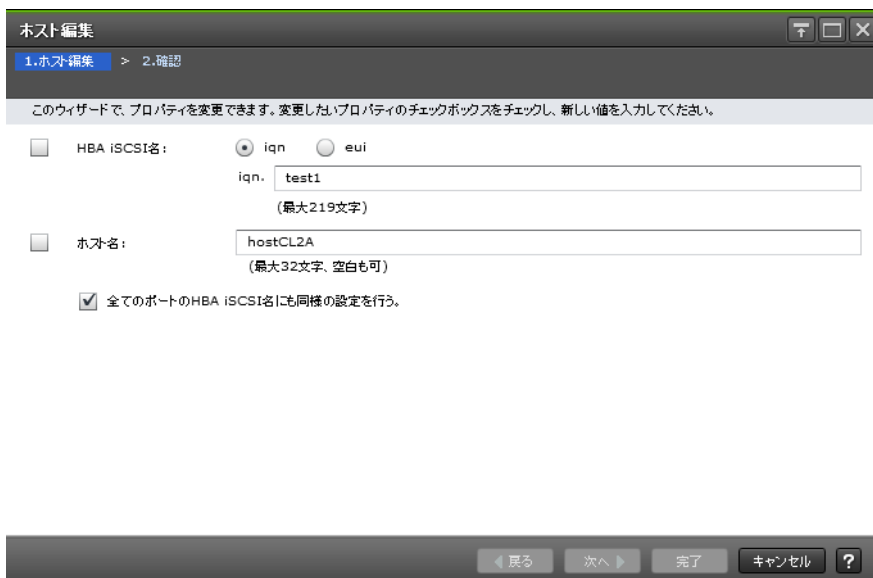 ホスト編集
1.ホスト編集 > 2.確認
このウィザードで、プロパティを変更できます。変更したいプロパティのチェックボックスをチェックし、新しい値を入力してください。
HBA iSCSI名: iqn eui
iqn. test1
(最大219文字)
ホスト名: hostCL2A
(最大32文字、空白も可)
全てのポートのHBA iSCSI名にも同様の設定を行う。
戻る 次へ 完了 キャンセル ?